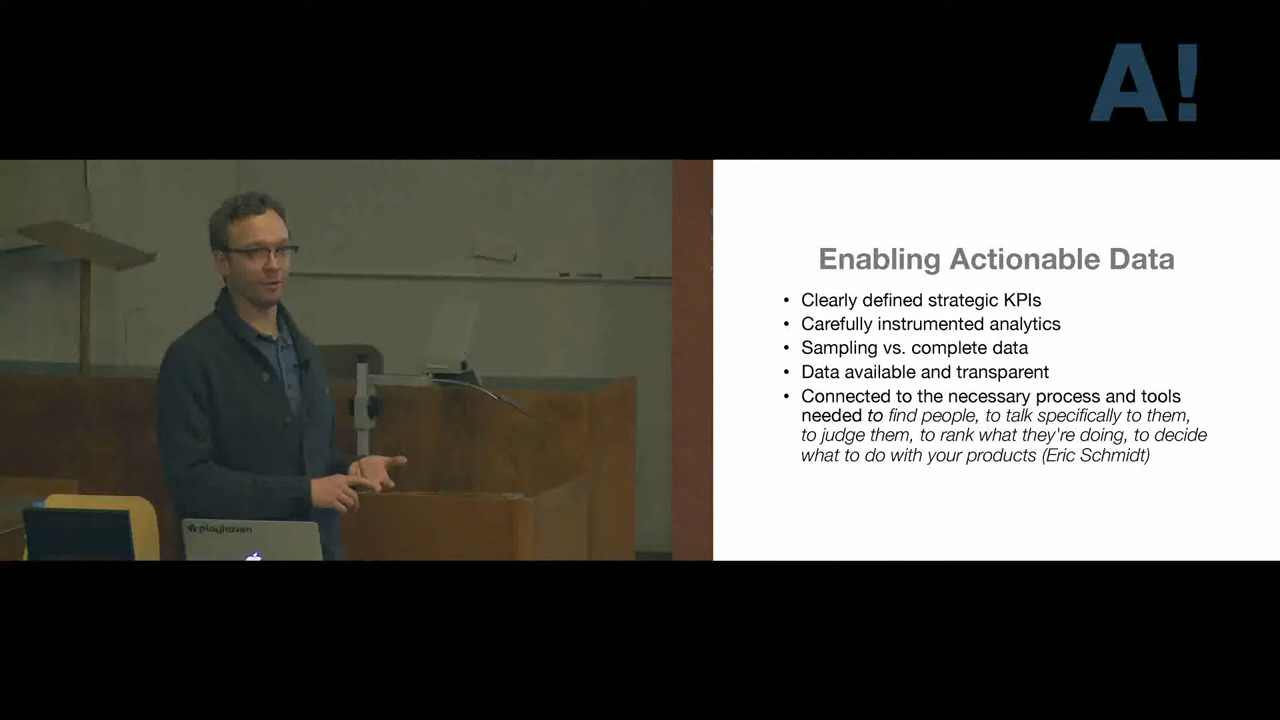 A!
Enabling Actionable Data
• Clearly defined strategic KPIs
• Carefully instrumented analytics
• Sampling vs. complete data
• Data available and transparent
• Connected to the necessary process and tools
needed to find people, to talk specifically to them,
to judge them, to rank what they're doing, to decide
what to do with your products (Eric Schmidt)
playhaven